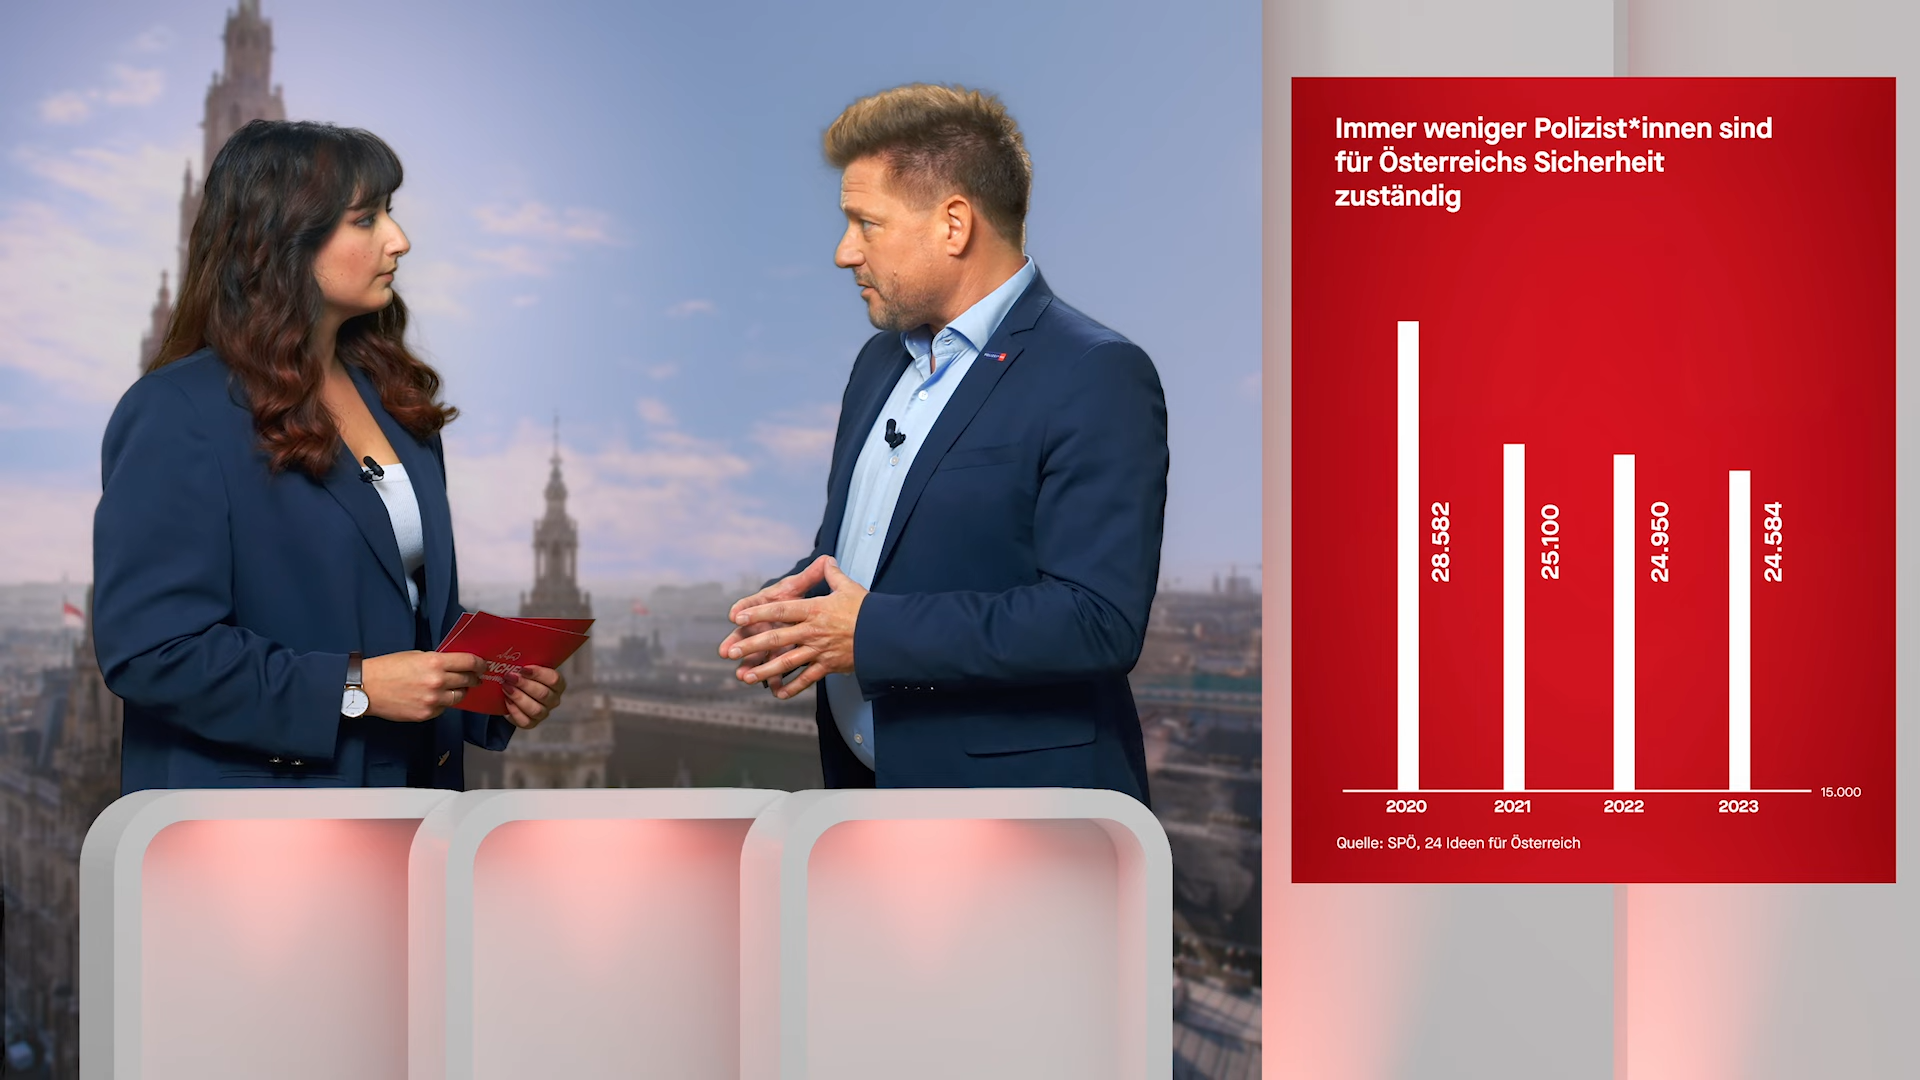 Immer weniger Polizist*innen sind
für Österreichs Sicherheit
zuständig
28.582
25.100
24.950
24.584
15.000
2020 2021 2022 2023
Quelle: SPÖ, 24 Ideen für Österreich